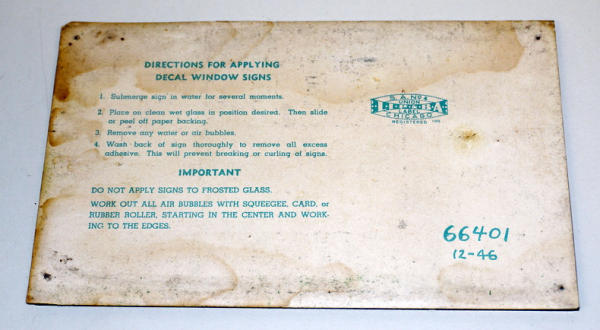 DIRECTIONS FOR APPLYING
DECAL WINDOW SIGNS
1. Submerge sign in water for several moments.
2. Place on clean wet glass in position desired. Then slide
or peel off paper backing.
3. Remove any water or air bubbles.
4. Wash back of sign thoroughly to remove all excess
adhesive. This will prevent breaking or curling of signs.
IMPORTANT
DO NOT APPLY SIGNS TO FROSTED GLASS.
WORK OUT ALL AIR BUBBLES WITH SQUEEGEE, CARD, or
RUBBER ROLLER, STARTING IN THE CENTER AND WORK-
ING TO THE EDGES.
L.A. No 4
UNION
LABEL
CHICAGO
REGISTERED
66401
12-46